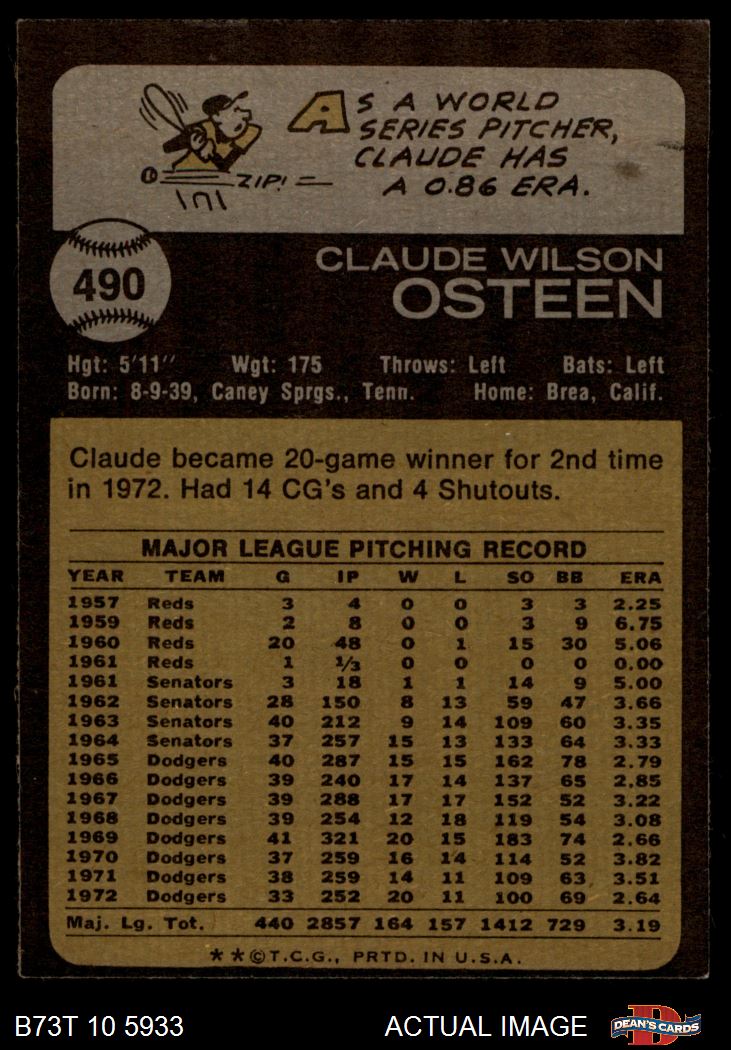 AS A WORLD
SERIES PITCHER,
CLAUDE HAS
A 0.86 ERA.
ZIP!
490
CLAUDE WILSON
OSTEEN
Hgt: 5'11" Wgt: 175 Throws: Left Bats: Left
Born: 8-9-39, Caney Sprgs., Tenn. Home: Brea, Calif.
Claude became 20-game winner for 2nd time
in 1972. Had 14 CG's and 4 Shutouts.
MAJOR LEAGUE PITCHING RECORD
YEAR TEAM G IP W L SO BB ERA
1957 Reds 3 4 0 0 3 3 2.25
1959 Reds 2 8 0 0 3 9 6.75
1960 Reds 20 48 0 1 15 30 5.06
1961 Reds 1 1/3 0 0 0 0 0.00
1961 Senators 3 18 1 1 14 9 5.00
1962 Senators 28 150 8 13 59 47 3.66
1963 Senators 40 212 9 14 109 60 3.35
1964 Senators 37 257 15 13 133 64 3.33
1965 Dodgers 40 287 15 15 162 78 2.79
1966 Dodgers 39 240 17 14 137 65 2.85
1967 Dodgers 39 288 17 17 152 52 3.22
1968 Dodgers 39 254 12 18 119 54 3.08
1969 Dodgers 41 321 20 15 183 74 2.66
1970 Dodgers 37 259 16 14 114 52 3.82
1971 Dodgers 38 259 14 11 109 63 3.51
1972 Dodgers 33 252 20 11 100 69 2.64
Maj. Lg. Tot. 440 2857 164 157 1412 729 3.19
**©T.C.G., PRTD. IN U.S.A.
B73T 10 5933 ACTUAL IMAGE
D
DEAN'S CARDS